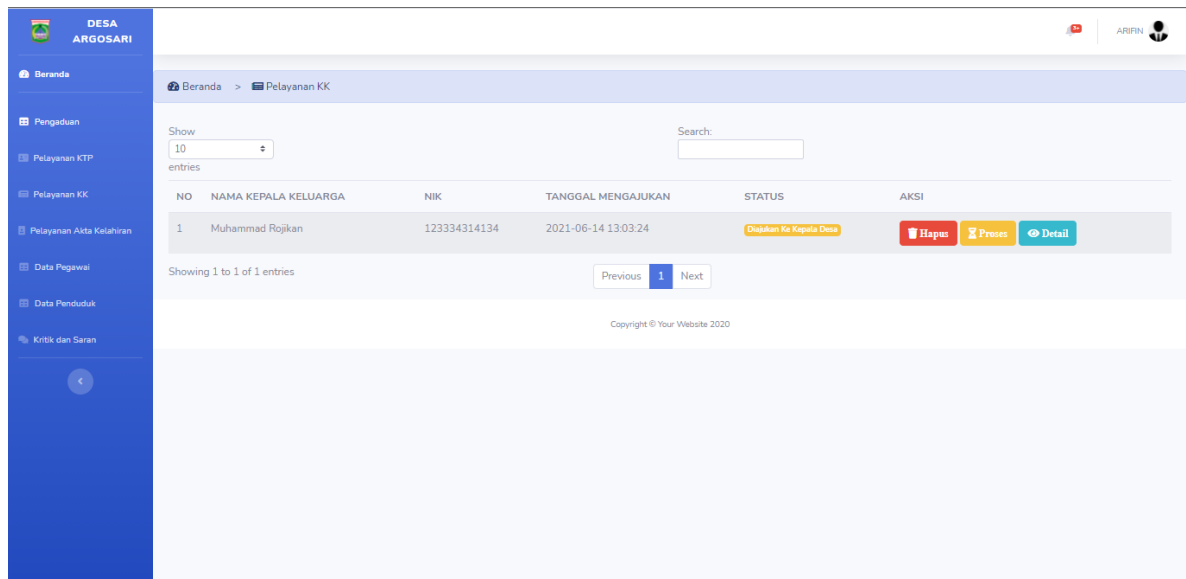 DESA
ARGOSARI
3+
ARIFIN
Beranda
Pengaduan
Pelayanan KTP
Pelayanan KK
Pelayanan Akta Kelahiran
Data Pegawai
Data Penduduk
Kritik dan Saran
Beranda > Pelayanan KK
Show
10
entries
Search:
NO NAMA KEPALA KELUARGA NIK TANGGAL MENGAJUKAN STATUS AKSI
1 Muhammad Rojikan 123334314134 2021-06-14 13:03:24 Diajukan Ke Kepala Desa Hapus Proses Detail
Showing 1 to 1 of 1 entries
Previous 1 Next
Copyright © Your Website 2020